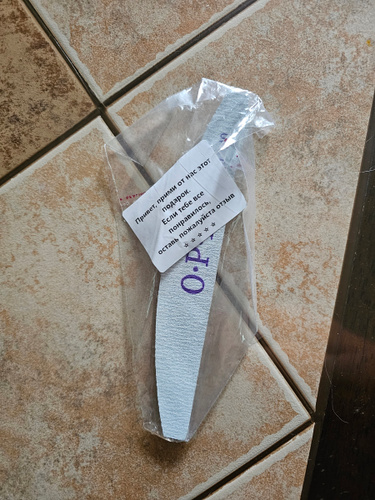 Привет, прими от нас этот
подарок.
Если тебе все
понравилось,
оставь пожалуйста отзыв
★ ★ ★ ★ ★
O·P